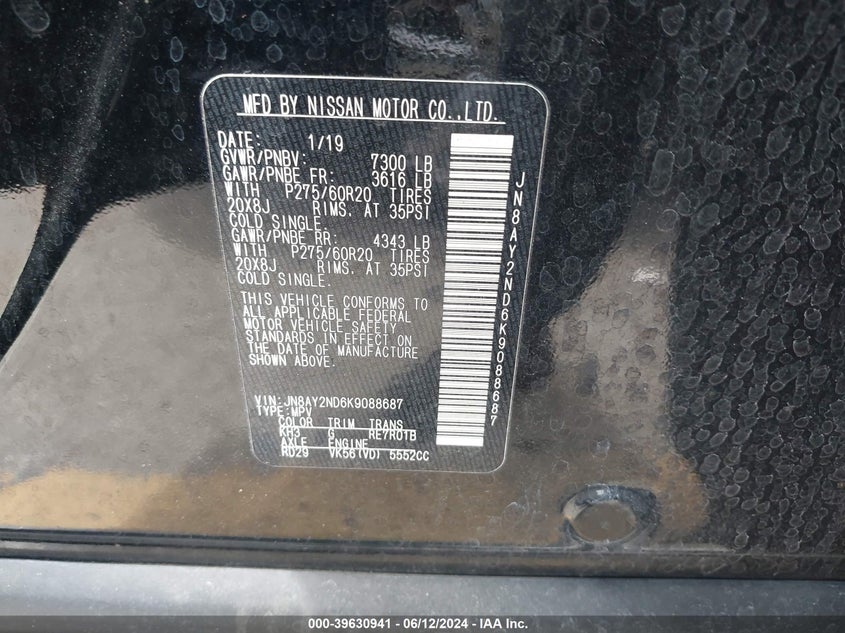 MFD BY NISSAN MOTOR CO.,LTD.
DATE: 1/19
GVWR/PNBV: 7300 LB
GAWR/PNBE FR: 3616 LB
WITH P275/60R20 TIRES
20X8J RIMS. AT 35PSI
COLD SINGLE.
GAWR/PNBE RR: 4343 LB
WITH P275/60R20 TIRES
20X8J RIMS. AT 35PSI
COLD SINGLE.
THIS VEHICLE CONFORMS TO
ALL APPLICABLE FEDERAL
MOTOR VEHICLE SAFETY
STANDARDS IN EFFECT ON
THE DATE OF MANUFACTURE
SHOWN ABOVE.
VIN: JN8AY2ND6K9088687
TYPE: MPV
COLOR TRIM TRANS
KH3 G RE7R01B
AXLE ENGINE
RD29 VK56(VD) 5552CC
JN8AY2ND6K9088687
000-39630941 - 06/12/2024 - IAA Inc.